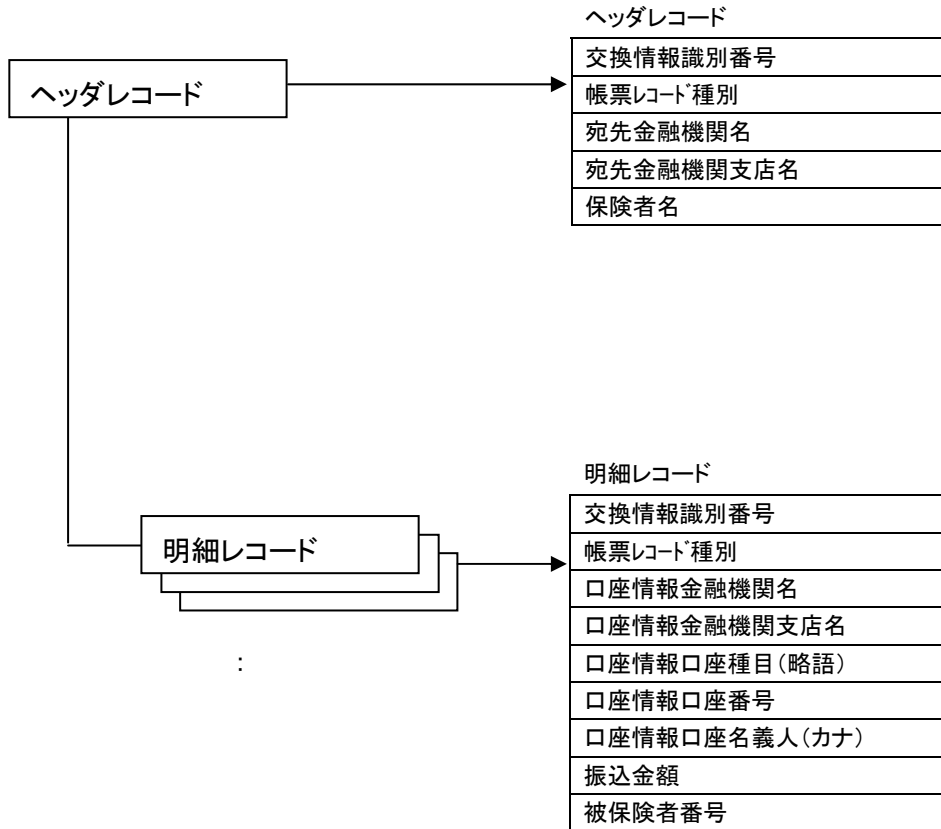 ヘッダレコード
ヘッダレコード
交換情報識別番号
帳票ﾚｺｰﾄﾞ種別
宛先金融機関名
宛先金融機関支店名
保険者名
明細レコード
:
明細レコード
交換情報識別番号
帳票ﾚｺｰﾄﾞ種別
口座情報金融機関名
口座情報金融機関支店名
口座情報口座種目(略語)
口座情報口座番号
口座情報口座名義人(カナ)
振込金額
被保険者番号